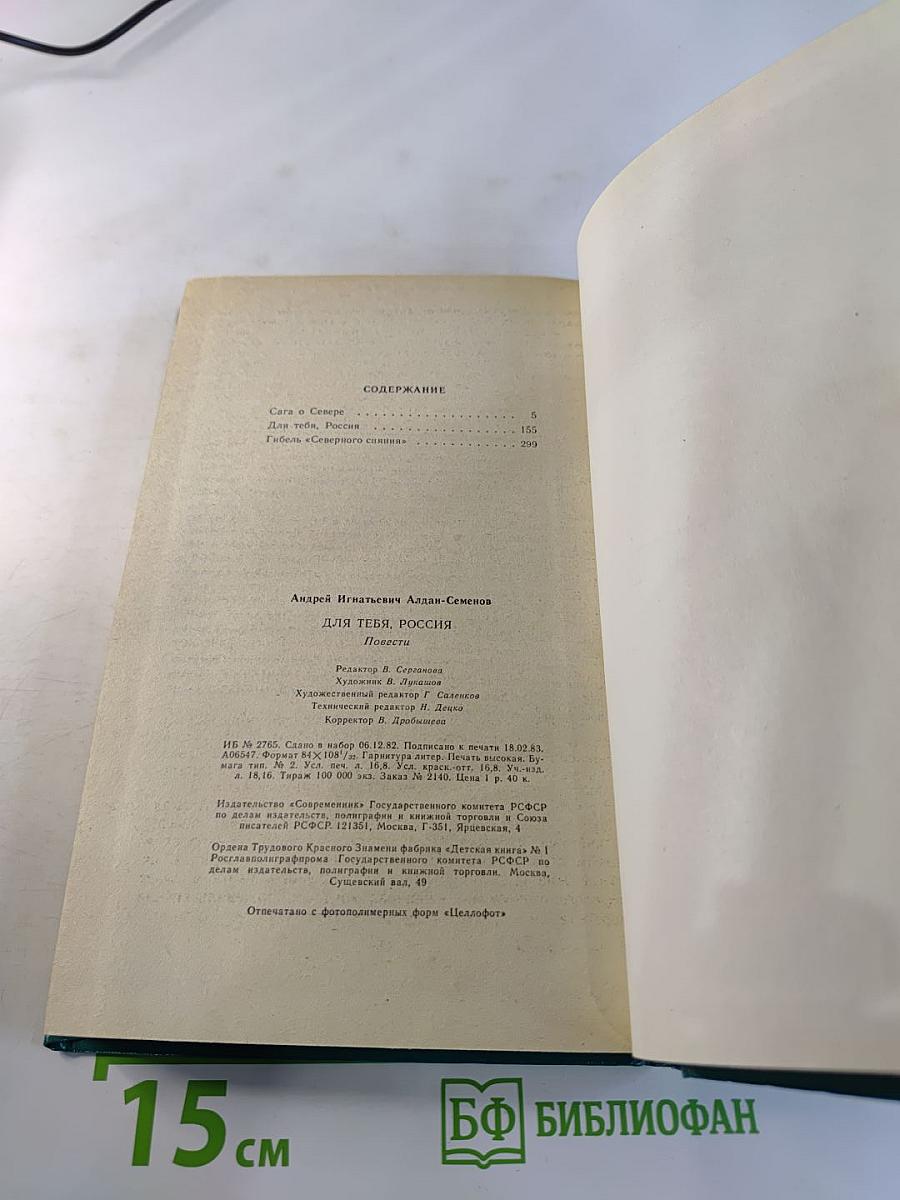 СОДЕРЖАНИЕ
Сага о Севере . . . . . . . . . . . . . . . . . . . 5
Для тебя, Россия . . . . . . . . . . . . . . . . . 155
Гибель «Северного сияния» . . . . . . . . . . . . 299
Андрей Игнатьевич Алдан-Семенов
ДЛЯ ТЕБЯ, РОССИЯ
Повести
Редактор В. Серганова
Художник В. Лукашов
Художественный редактор Г. Саленков
Технический редактор Н. Децко
Корректор В. Дробышева
ИБ № 2765. Сдано в набор 06.12.82. Подписано к печати 18.02.83.
А06547. Формат 84×108¹/₃₂. Гарнитура литер. Печать высокая. Бу-
мага тип. № 2. Усл. печ. л. 16,8. Усл. краск.-отт. 16,8. Уч.-изд.
л. 18,16. Тираж 100 000 экз. Заказ № 2140. Цена 1 р. 40 к.
Издательство «Современник» Государственного комитета РСФСР
по делам издательств, полиграфии и книжной торговли и Союза
писателей РСФСР. 121351, Москва, Г-351, Ярцевская, 4
Ордена Трудового Красного Знамени фабрика «Детская книга» № 1
Росглавполиграфпрома Государственного комитета РСФСР по
делам издательств, полиграфии и книжной торговли. Москва,
Сущевский вал, 49
Отпечатано с фотополимерных форм «Целлофот»
15 см
БФ БИБЛИОФАН